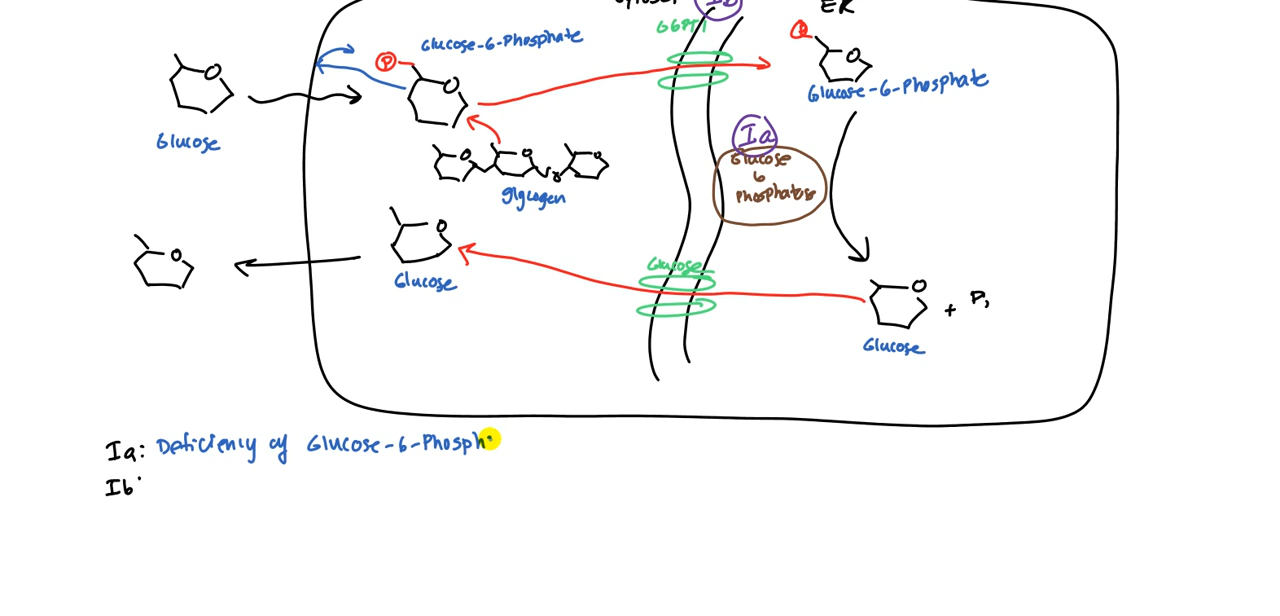 Ib
ER
G6PT1
Glucose-6-Phosphate
P
Glucose-6-Phosphate
Glucose
Ia
Glucose
6
Phosphatase
glycogen
Glucose
Glucose
+ Pi
Glucose
Ia: Deficiency of Glucose-6-Phosph
Ib: